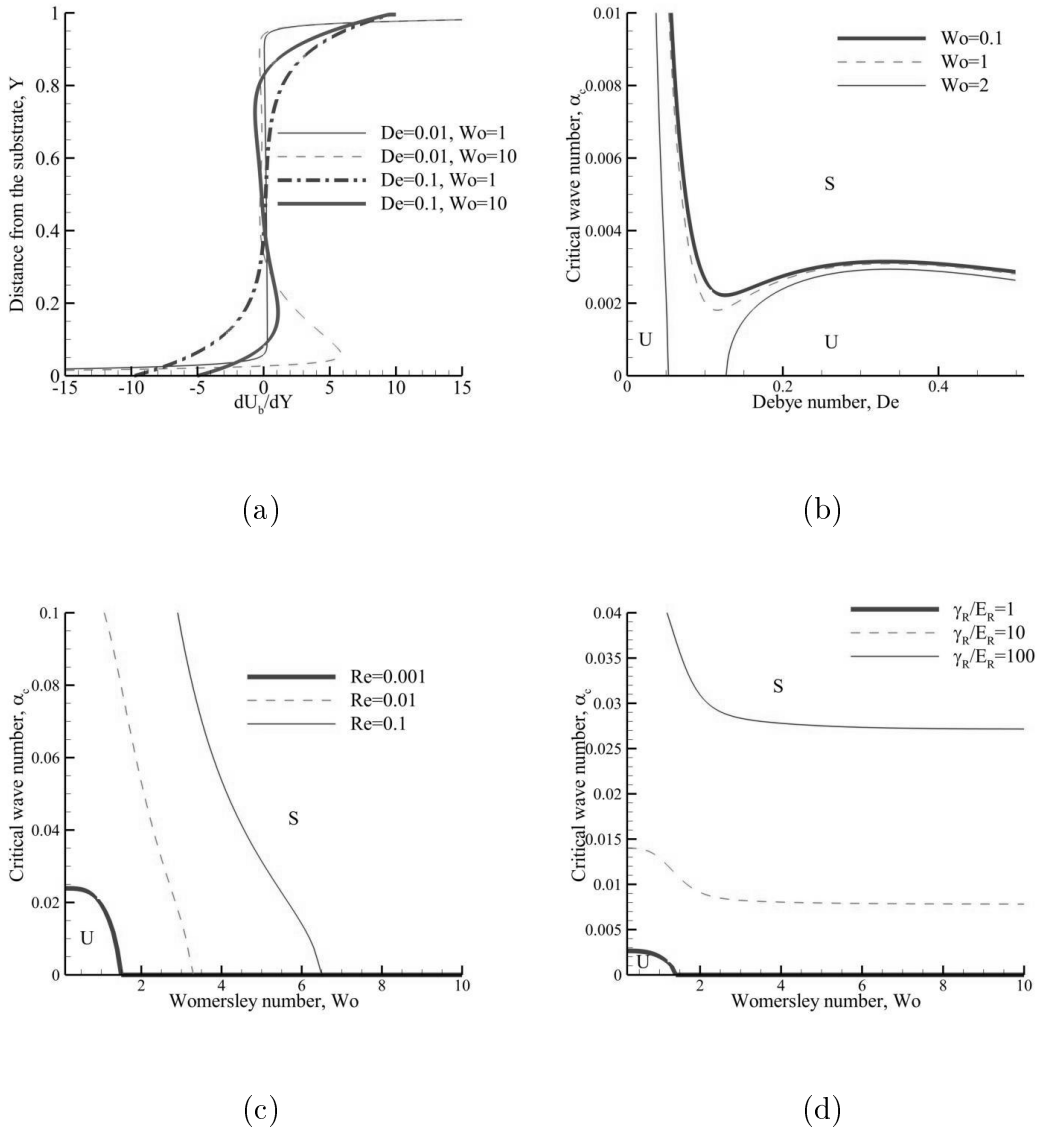 Distance from the substrate, Y
1
0.8
0.6
0.4
0.2
0
-15 -10 -5 0 5 10 15
dU_b/dY
De=0.01, Wo=1
De=0.01, Wo=10
De=0.1, Wo=1
De=0.1, Wo=10
(a)
Critical wave number, α_c
0.01
0.008
0.006
0.004
0.002
0
0 0.2 0.4
Debye number, De
Wo=0.1
Wo=1
Wo=2
S
U
U
(b)
Critical wave number, α_c
0.1
0.08
0.06
0.04
0.02
0
2 4 6 8 10
Womersley number, Wo
Re=0.001
Re=0.01
Re=0.1
S
U
(c)
Critical wave number, α_c
0.04
0.035
0.03
0.025
0.02
0.015
0.01
0.005
0
2 4 6 8 10
Womersley number, Wo
γ_R/E_R=1
γ_R/E_R=10
γ_R/E_R=100
S
U
(d)